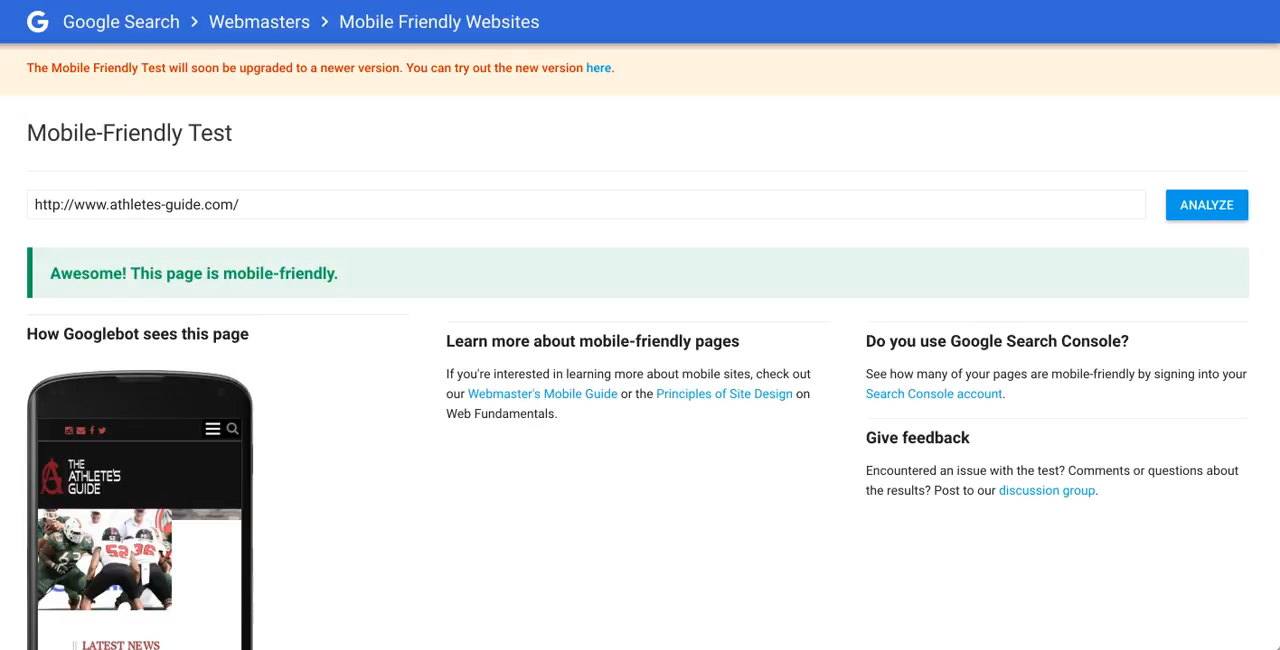 Google Search > Webmasters > Mobile Friendly Websites
The Mobile Friendly Test will soon be upgraded to a newer version. You can try out the new version here.
Mobile-Friendly Test
http://www.athletes-guide.com/
ANALYZE
Awesome! This page is mobile-friendly.
How Googlebot sees this page
THE
ATHLETE'S
GUIDE
52 36
LATEST NEWS
Learn more about mobile-friendly pages
If you're interested in learning more about mobile sites, check out
our Webmaster's Mobile Guide or the Principles of Site Design on
Web Fundamentals.
Do you use Google Search Console?
See how many of your pages are mobile-friendly by signing into your
Search Console account.
Give feedback
Encountered an issue with the test? Comments or questions about
the results? Post to our discussion group.